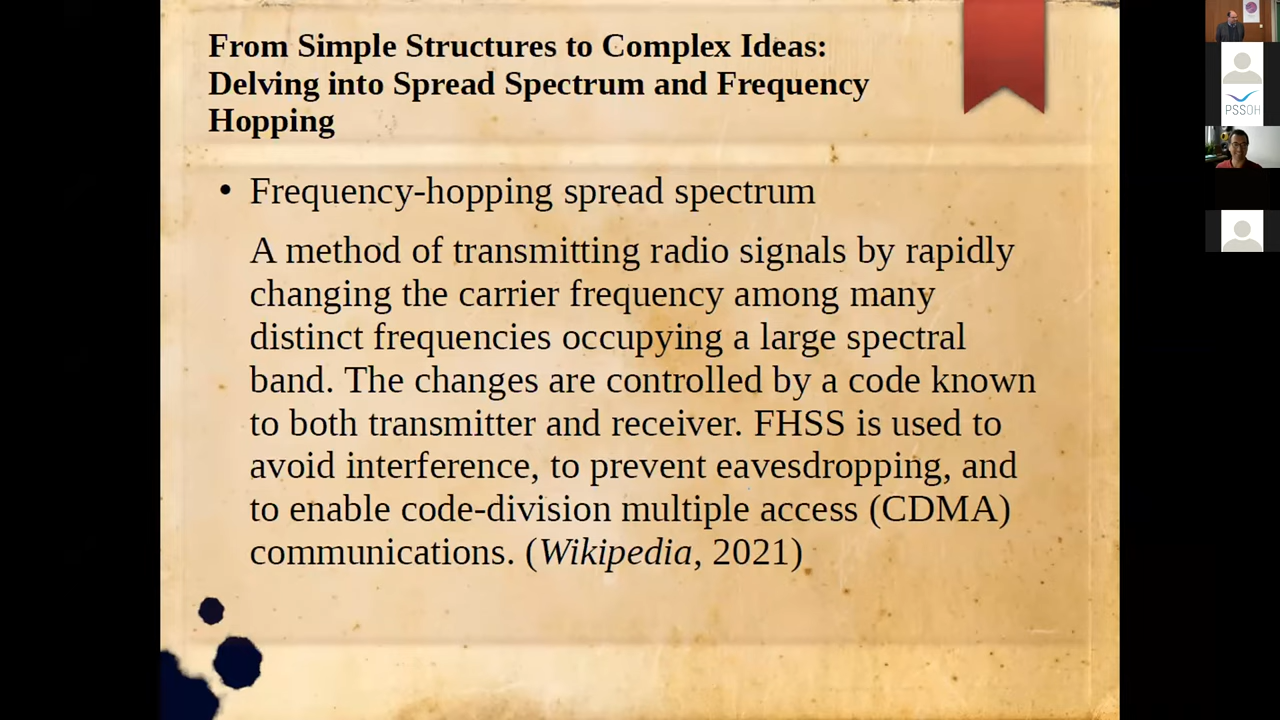 From Simple Structures to Complex Ideas:
Delving into Spread Spectrum and Frequency
Hopping
• Frequency-hopping spread spectrum
A method of transmitting radio signals by rapidly
changing the carrier frequency among many
distinct frequencies occupying a large spectral
band. The changes are controlled by a code known
to both transmitter and receiver. FHSS is used to
avoid interference, to prevent eavesdropping, and
to enable code-division multiple access (CDMA)
communications. (Wikipedia, 2021)
PSSOH